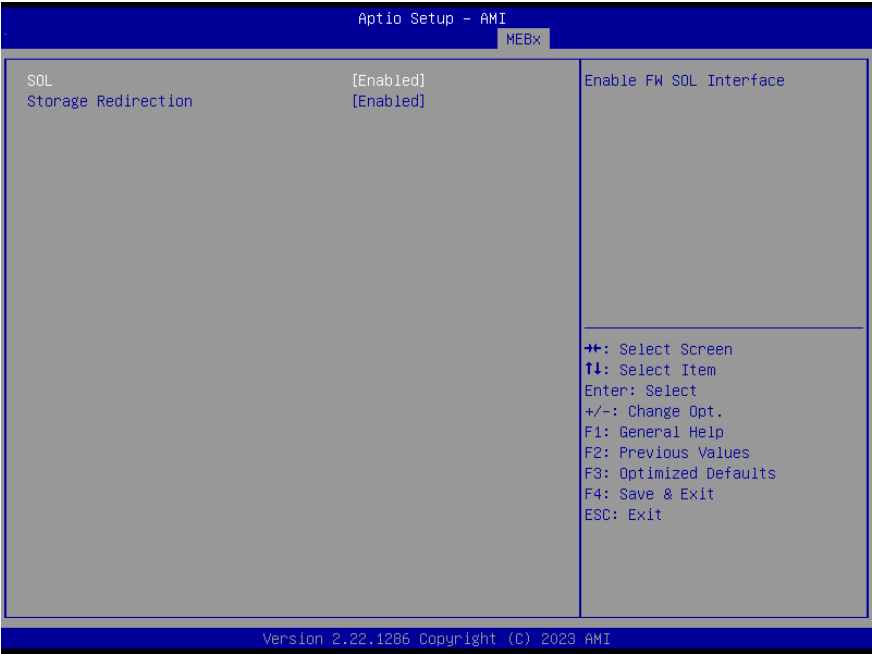 Aptio Setup – AMI
MEBx
SOL [Enabled]
Storage Redirection [Enabled]
Enable FW SOL Interface
→←: Select Screen
↑↓: Select Item
Enter: Select
+/-: Change Opt.
F1: General Help
F2: Previous Values
F3: Optimized Defaults
F4: Save & Exit
ESC: Exit
Version 2.22.1286 Copyright (C) 2023 AMI